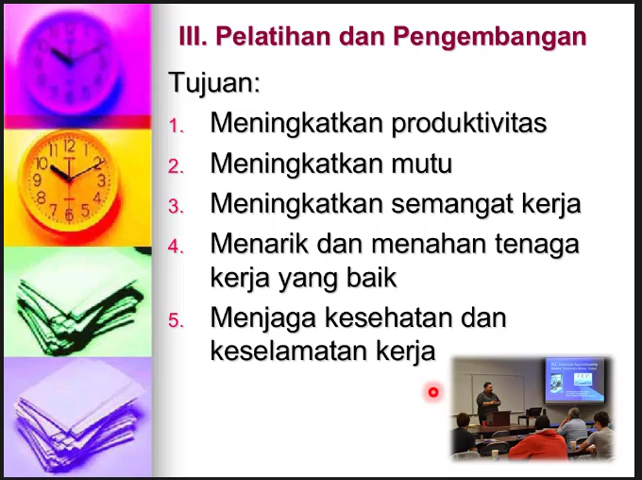 III. Pelatihan dan Pengembangan
Tujuan:
1. Meningkatkan produktivitas
2. Meningkatkan mutu
3. Meningkatkan semangat kerja
4. Menarik dan menahan tenaga
kerja yang baik
5. Menjaga kesehatan dan
keselamatan kerja